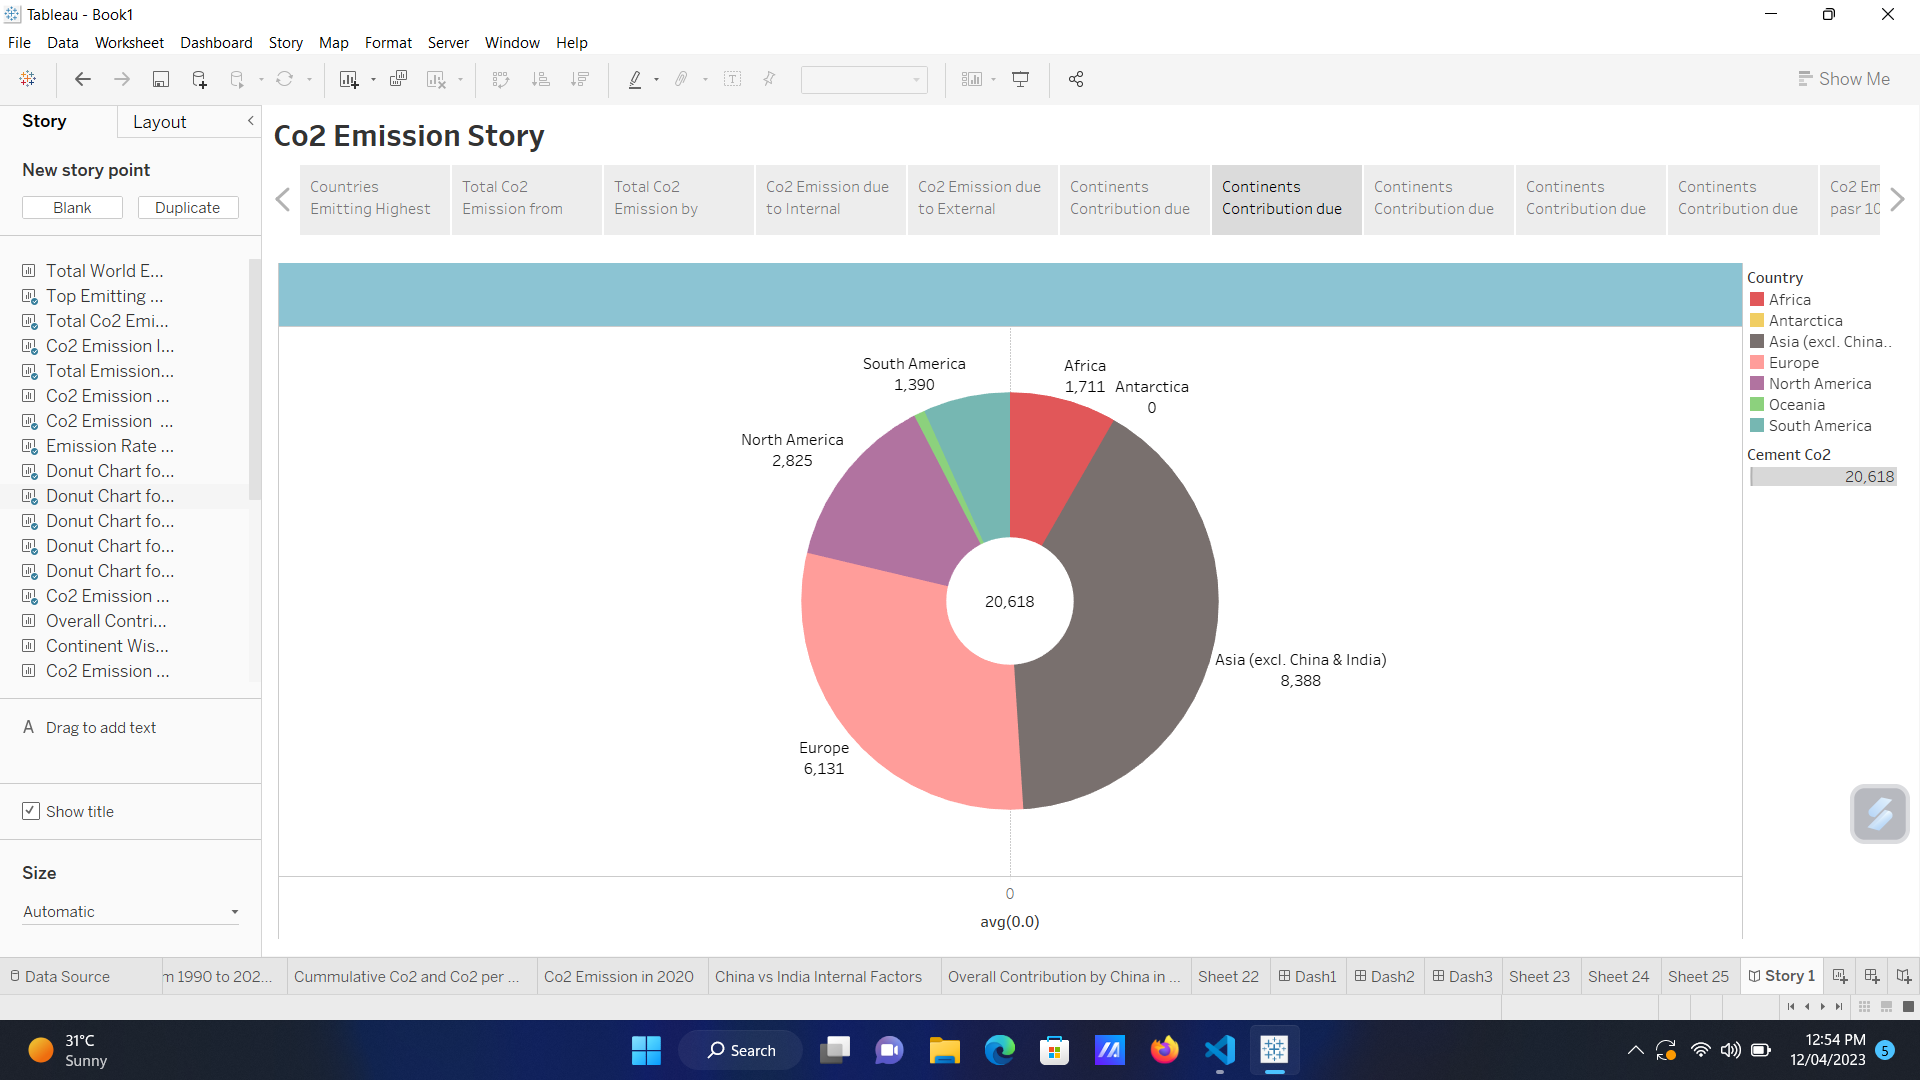 Tableau - Book1
File Data Worksheet Dashboard Story Map Format Server Window Help
Show Me
Story
Layout
New story point
Blank
Duplicate
Total World E...
Top Emitting ...
Total Co2 Emi...
Co2 Emission I...
Total Emission...
Co2 Emission ...
Co2 Emission ...
Emission Rate ...
Donut Chart fo...
Donut Chart fo...
Donut Chart fo...
Donut Chart fo...
Donut Chart fo...
Co2 Emission ...
Overall Contri...
Continent Wis...
Co2 Emission ...
A Drag to add text
Show title
Size
Automatic
Co2 Emission Story
Countries
Emitting Highest
Total Co2
Emission from
Total Co2
Emission by
Co2 Emission due
to Internal
Co2 Emission due
to External
Continents
Contribution due
Continents
Contribution due
Continents
Contribution due
Continents
Contribution due
Continents
Contribution due
Co2 Em
pasr 10
South America
1,390
Africa
1,711
Antarctica
0
North America
2,825
20,618
Asia (excl. China & India)
8,388
Europe
6,131
0
avg(0.0)
Country
Africa
Antarctica
Asia (excl. China..
Europe
North America
Oceania
South America
Cement Co2
20,618
Data Source
m 1990 to 202...
Cummulative Co2 and Co2 per ...
Co2 Emission in 2020
China vs India Internal Factors
Overall Contribution by China in ...
Sheet 22
Dash1
Dash2
Dash3
Sheet 23
Sheet 24
Sheet 25
Story 1
31°C
Sunny
Search
12:54 PM
12/04/2023
5